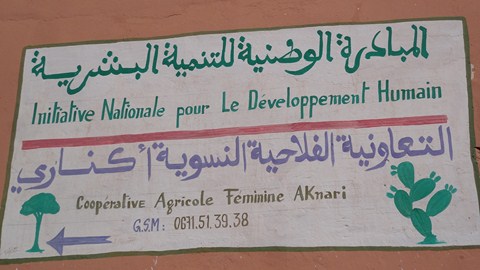 المبادرة الوطنية للتنمية البشرية
Initiative Nationale pour Le Développement Humain
التعاونية الفلاحية النسوية أكناري
Coopérative Agricole Féminine AKnari
G.S.M: 0671.51.39.38